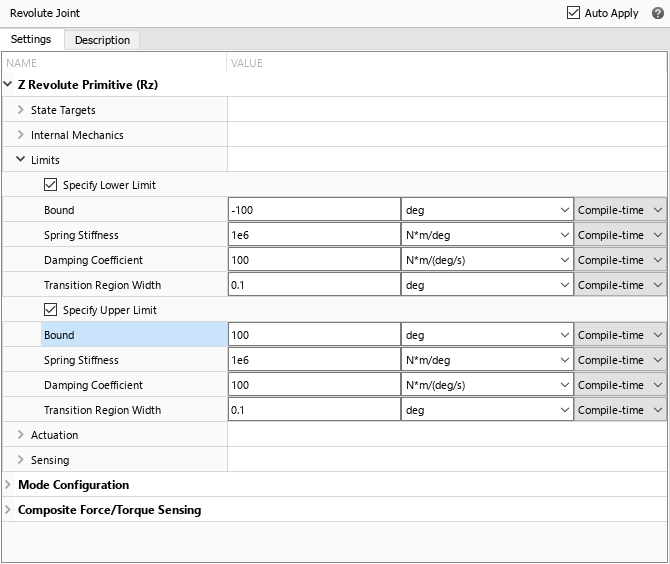 Revolute Joint Auto Apply
Settings Description
NAME VALUE
Z Revolute Primitive (Rz)
State Targets
Internal Mechanics
Limits
Specify Lower Limit
Bound -100 deg Compile-time
Spring Stiffness 1e6 N*m/deg Compile-time
Damping Coefficient 100 N*m/(deg/s) Compile-time
Transition Region Width 0.1 deg Compile-time
Specify Upper Limit
Bound 100 deg Compile-time
Spring Stiffness 1e6 N*m/deg Compile-time
Damping Coefficient 100 N*m/(deg/s) Compile-time
Transition Region Width 0.1 deg Compile-time
Actuation
Sensing
Mode Configuration
Composite Force/Torque Sensing